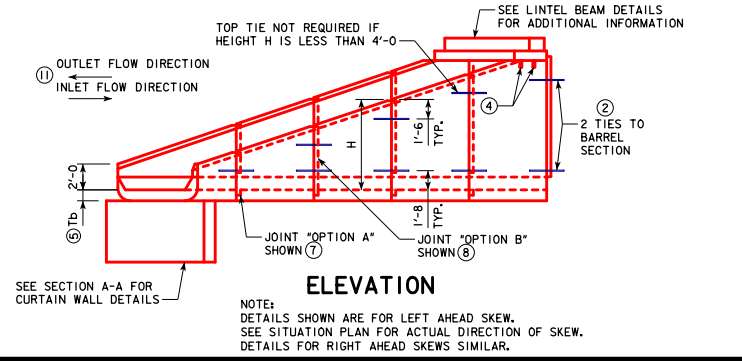 SEE LINTEL BEAM DETAILS
FOR ADDITIONAL INFORMATION
TOP TIE NOT REQUIRED IF
HEIGHT H IS LESS THAN 4'-0
11
OUTLET FLOW DIRECTION
INLET FLOW DIRECTION
4
2
2 TIES TO
BARREL
SECTION
1'-6
TYP.
H
2'-0
5 Tb
1'-8
TYP.
JOINT "OPTION A"
SHOWN 7
JOINT "OPTION B"
SHOWN 8
SEE SECTION A-A FOR
CURTAIN WALL DETAILS
ELEVATION
NOTE:
DETAILS SHOWN ARE FOR LEFT AHEAD SKEW.
SEE SITUATION PLAN FOR ACTUAL DIRECTION OF SKEW.
DETAILS FOR RIGHT AHEAD SKEWS SIMILAR.